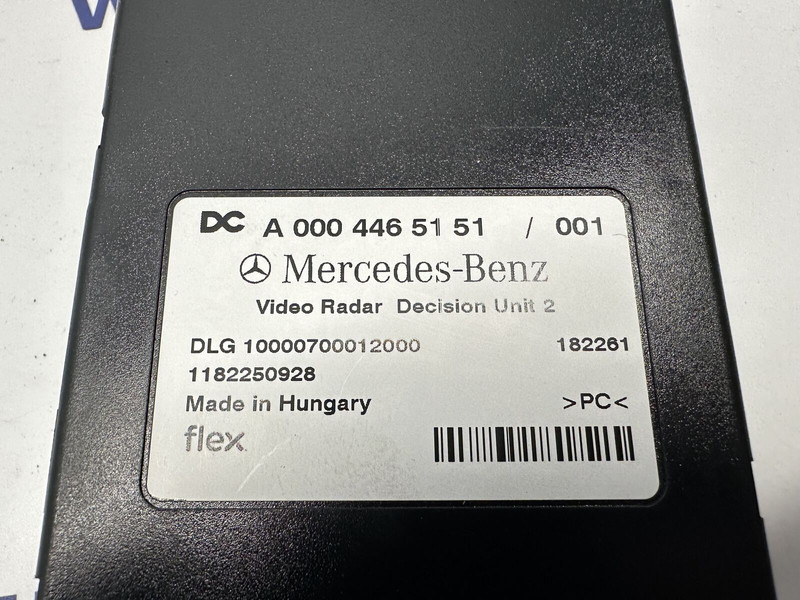 DC A 000 446 51 51 / 001
Mercedes-Benz
Video Radar Decision Unit 2
DLG 10000700012000 182261
1182250928
Made in Hungary >PC<
flex